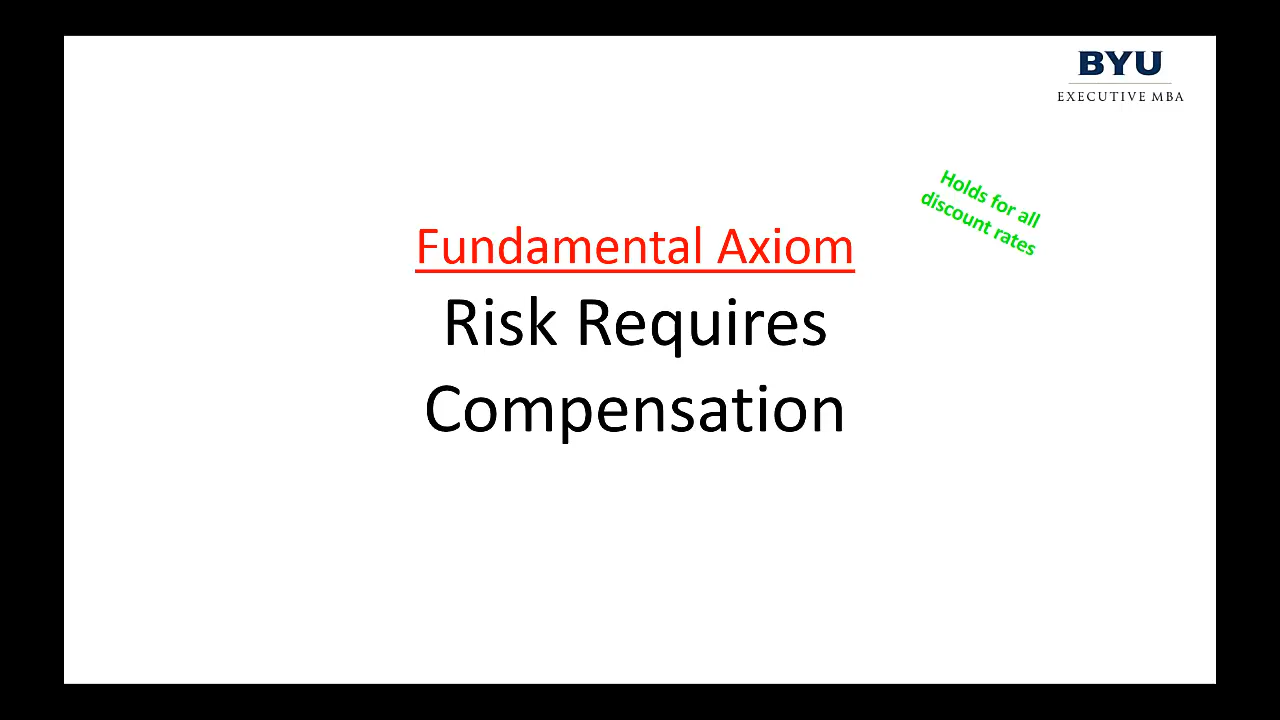 BYU
EXECUTIVE MBA
Holds for all
discount rates
Fundamental Axiom
Risk Requires
Compensation